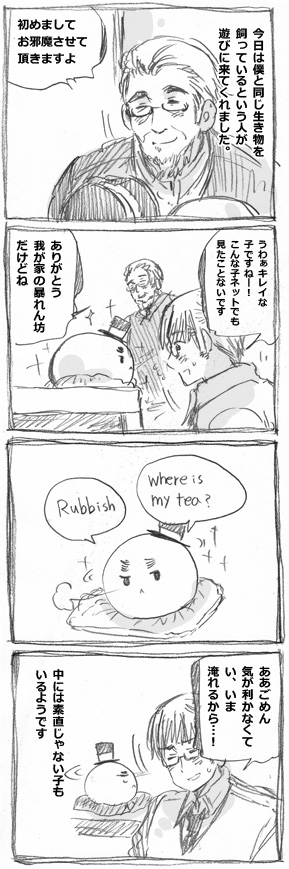 今日は僕と同じ生き物を
飼っているという人が、
遊びに来てくれました。
初めまして
お邪魔させて
頂きますよ
うわぁキレイな
子ですねー！
こんな子ネットでも
見たことないです
ありがとう
我が家の暴れん坊
だけどね
where is
my tea?
Rubbish
ああごめん
気が利かなくて
い、いま
淹れるから…！
中には素直じゃない子も
いるようです